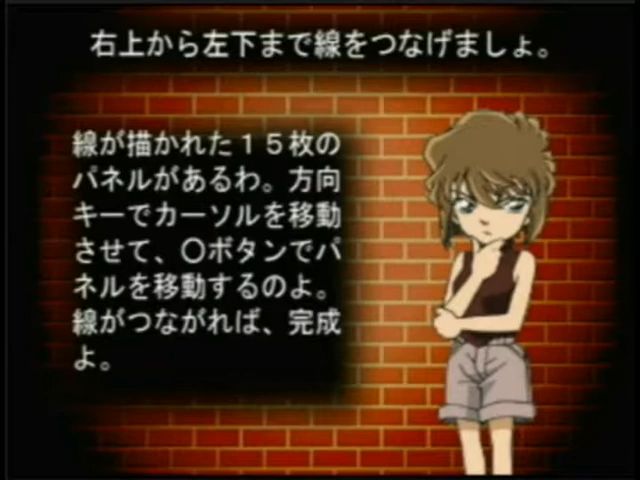 右上から左下まで線をつなげましょ。
線が描かれた１５枚の
パネルがあるわ。方向
キーでカーソルを移動
させて、〇ボタンでパ
ネルを移動するのよ。
線がつながれば、完成
よ。